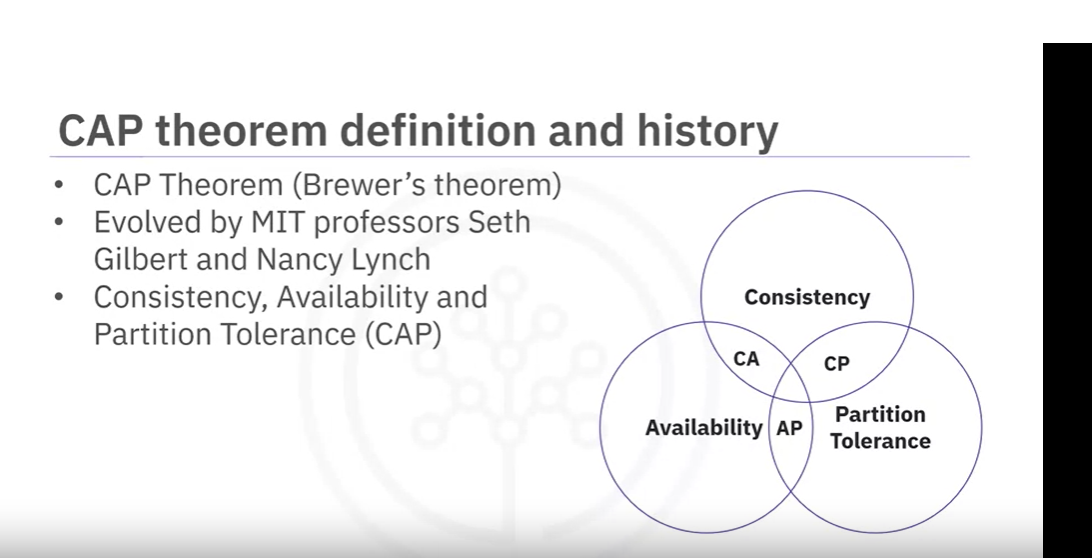 CAP theorem definition and history
• CAP Theorem (Brewer's theorem)
• Evolved by MIT professors Seth
Gilbert and Nancy Lynch
• Consistency, Availability and
Partition Tolerance (CAP)
Consistency
CA
CP
Availability
AP
Partition
Tolerance